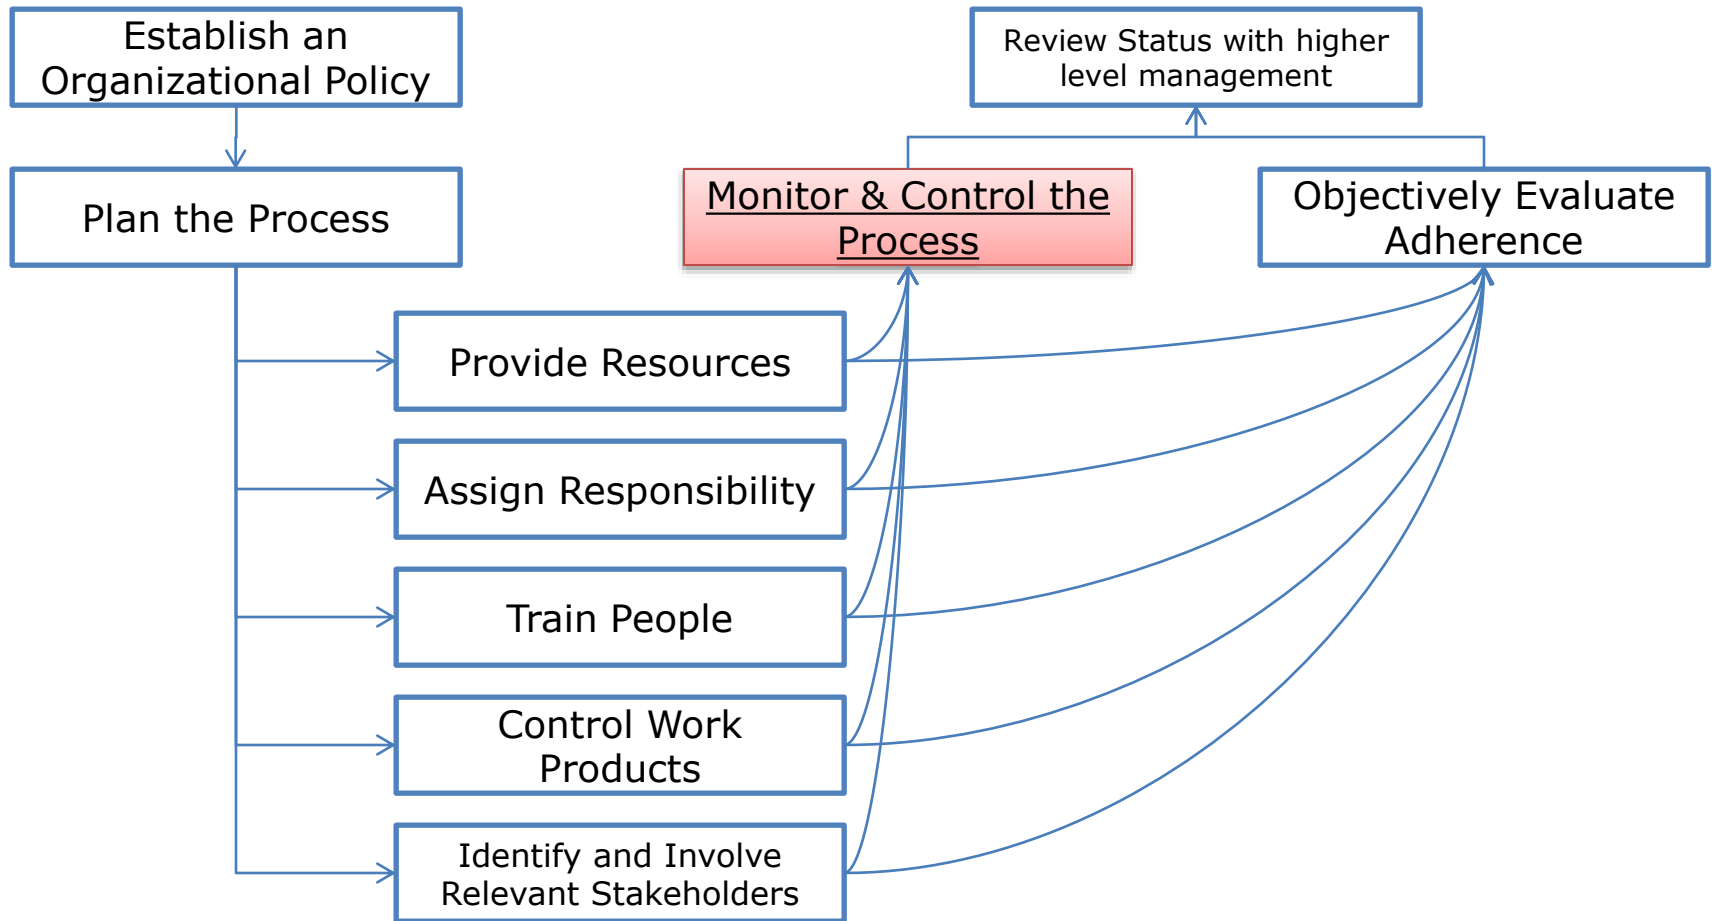 Establish an
Organizational Policy
Review Status with higher
level management
Plan the Process
Monitor & Control the
Process
Objectively Evaluate
Adherence
Provide Resources
Assign Responsibility
Train People
Control Work
Products
Identify and Involve
Relevant Stakeholders